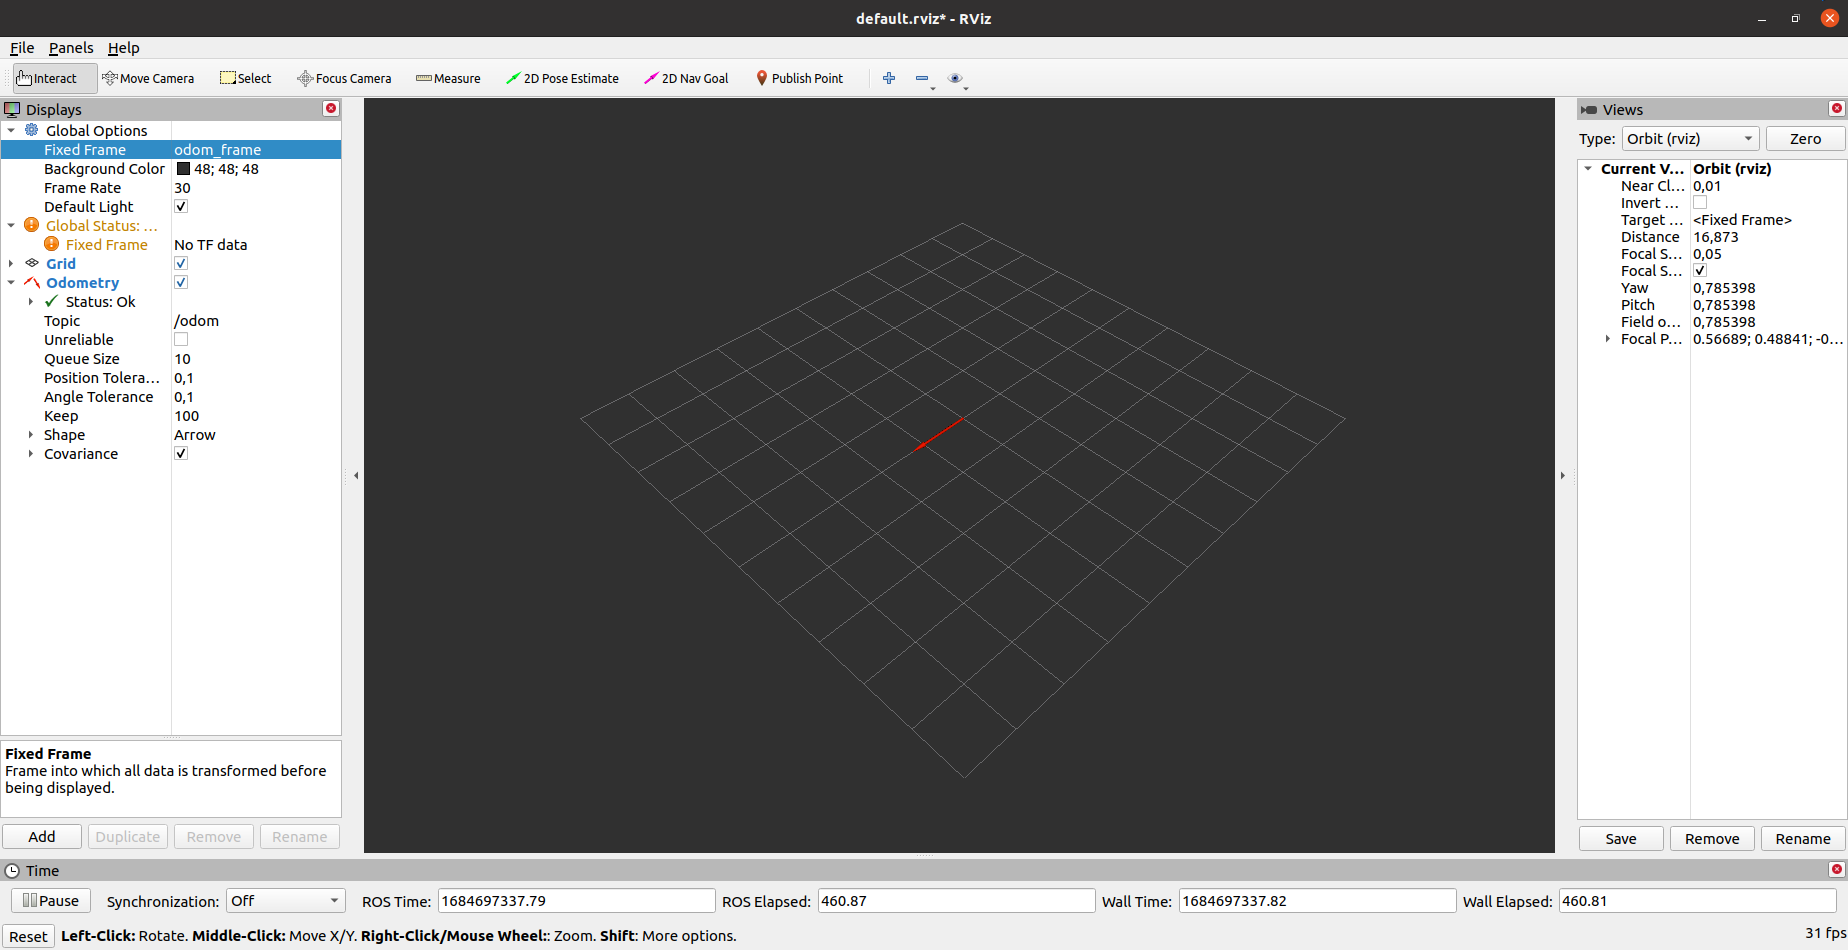 default.rviz* - RViz
File Panels Help
Interact Move Camera Select Focus Camera Measure 2D Pose Estimate 2D Nav Goal Publish Point
Displays
Global Options
Fixed Frame odom_frame
Background Color 48; 48; 48
Frame Rate 30
Default Light
Global Status: ...
Fixed Frame No TF data
Grid
Odometry
Status: Ok
Topic /odom
Unreliable
Queue Size 10
Position Tolera... 0,1
Angle Tolerance 0,1
Keep 100
Shape Arrow
Covariance
Fixed Frame
Frame into which all data is transformed before
being displayed.
Add Duplicate Remove Rename
Views
Type: Orbit (rviz) Zero
Current V... Orbit (rviz)
Near Cl... 0,01
Invert ...
Target ... <Fixed Frame>
Distance 16,873
Focal S... 0,05
Focal S...
Yaw 0,785398
Pitch 0,785398
Field o... 0,785398
Focal P... 0.56689; 0.48841; -0...
Save Remove Rename
Time
Pause Synchronization: Off ROS Time: 1684697337.79 ROS Elapsed: 460.87 Wall Time: 1684697337.82 Wall Elapsed: 460.81
Reset Left-Click: Rotate. Middle-Click: Move X/Y. Right-Click/Mouse Wheel:: Zoom. Shift: More options. 31 fps